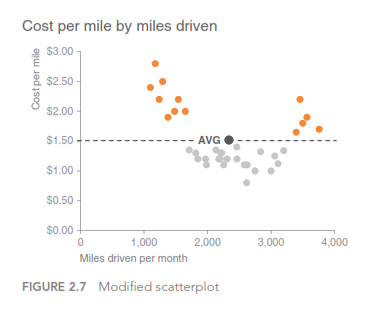 Cost per mile by miles driven
Cost per mile
$3.00
$2.50
$2.00
$1.50
$1.00
$0.50
$0.00
AVG
0 1,000 2,000 3,000 4,000
Miles driven per month
FIGURE 2.7 Modified scatterplot